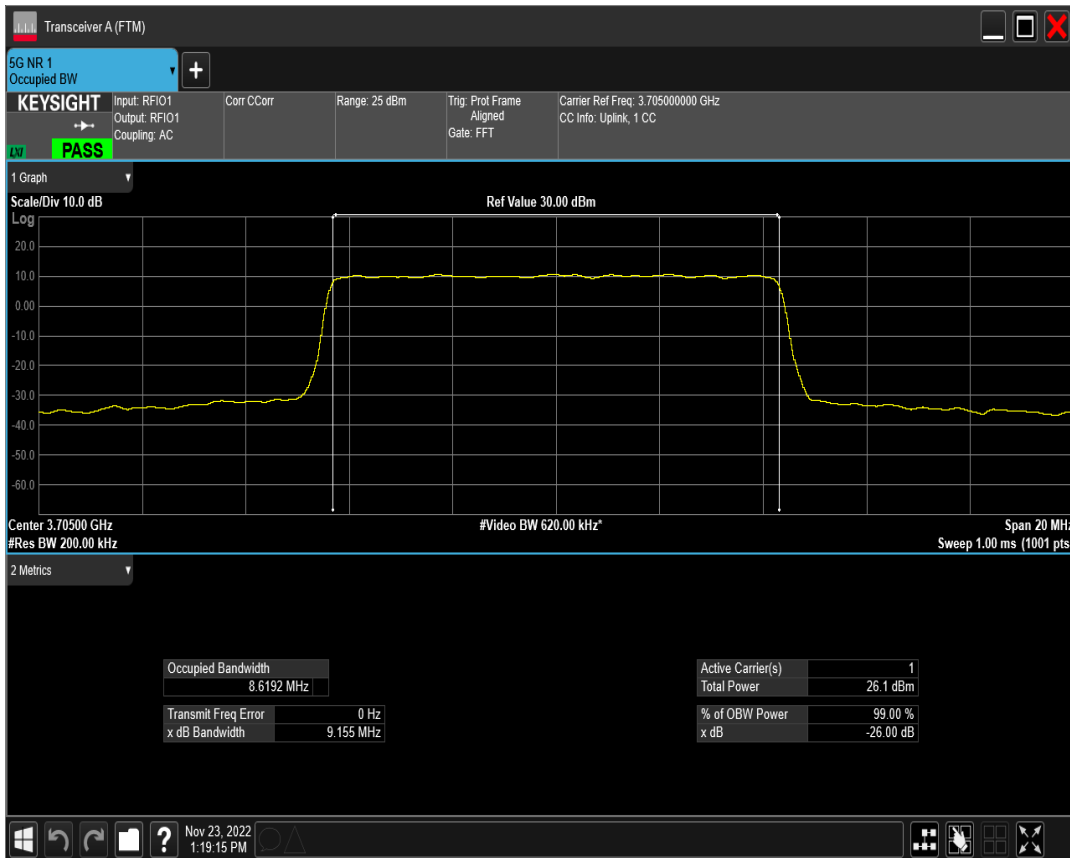 Transceiver A (FTM)
5G NR 1
Occupied BW
+
KEYSIGHT
LXI
PASS
Input: RFIO1
Output: RFIO1
Coupling: AC
Corr CCorr
Range: 25 dBm
Trig: Prot Frame
Aligned
Gate: FFT
Carrier Ref Freq: 3.705000000 GHz
CC Info: Uplink, 1 CC
1 Graph
Scale/Div 10.0 dB
Ref Value 30.00 dBm
Log
20.0
10.0
0.00
-10.0
-20.0
-30.0
-40.0
-50.0
-60.0
Center 3.70500 GHz
#Video BW 620.00 kHz*
Span 20 MHz
#Res BW 200.00 kHz
Sweep 1.00 ms (1001 pts
2 Metrics
Occupied Bandwidth
8.6192 MHz
Transmit Freq Error 0 Hz
x dB Bandwidth 9.155 MHz
Active Carrier(s) 1
Total Power 26.1 dBm
% of OBW Power 99.00 %
x dB -26.00 dB
?
Nov 23, 2022
1:19:15 PM